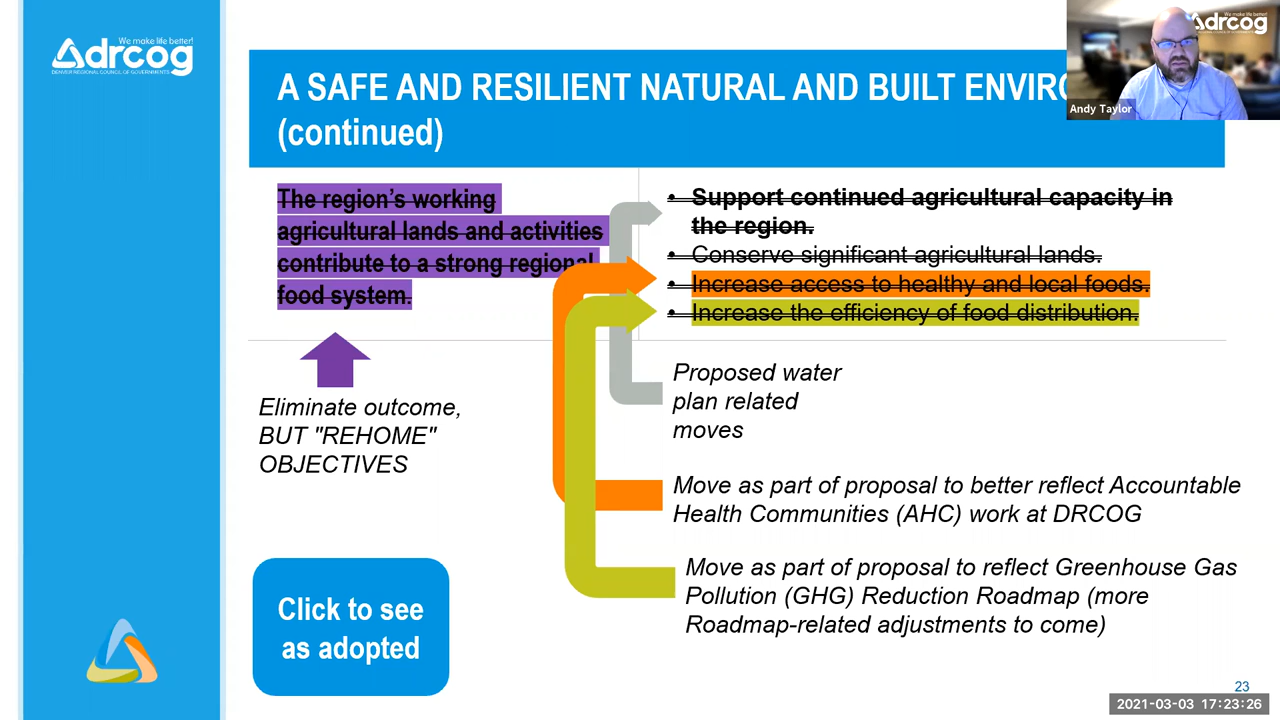 We make life better!
drcog
DENVER REGIONAL COUNCIL OF GOVERNMENTS
We make life better!
drcog
Andy Taylor
A SAFE AND RESILIENT NATURAL AND BUILT ENVIRO
(continued)
The region's working
agricultural lands and activities
contribute to a strong regional
food system.
• Support continued agricultural capacity in
the region.
• Conserve significant agricultural lands.
• Increase access to healthy and local foods.
• Increase the efficiency of food distribution.
Eliminate outcome,
BUT "REHOME"
OBJECTIVES
Proposed water
plan related
moves
Move as part of proposal to better reflect Accountable
Health Communities (AHC) work at DRCOG
Move as part of proposal to reflect Greenhouse Gas
Pollution (GHG) Reduction Roadmap (more
Roadmap-related adjustments to come)
Click to see
as adopted
23
2021-03-03 17:23:26